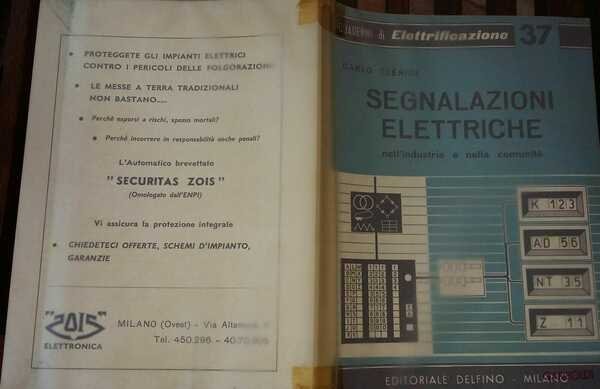 PROTEGGETE GLI IMPIANTI ELETTRICI
CONTRO I PERICOLI DELLE FOLGORAZIONI
LE MESSE A TERRA TRADIZIONALI
NON BASTANO....
Perché esporsi a rischi, spesso mortali?
Perché incorrere in responsabilità anche penali?
L'Automatico brevettato
"SECURITAS ZOIS"
(Omologato dall'ENPI)
Vi assicura la protezione integrale
CHIEDETECI OFFERTE, SCHEMI D'IMPIANTO,
GARANZIE
"ZOIS"
ELETTRONICA
MILANO (Ovest) - Via
Tel. 450.296 -
QUADERNI di Elettrificazione 37
CARLO
SEGNALAZIONI
ELETTRICHE
nell'industria e nella comunità
K 123
AD 56
NT 35
Z 11
EDITORIALE DELFINO - MILANO